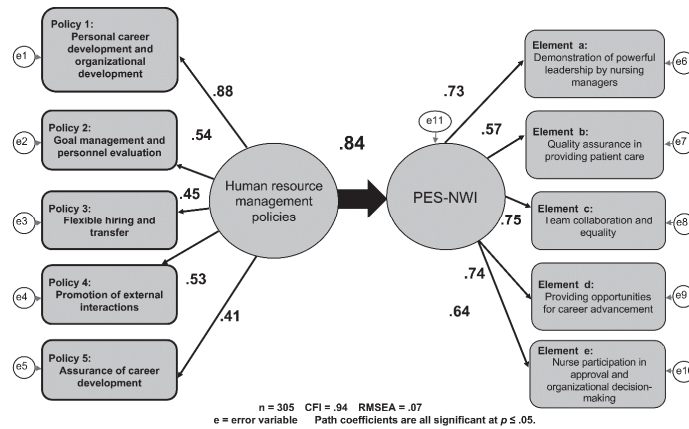 Policy 1:
Personal career
development and
organizational
development
e1
.88
Policy 2:
Goal management and
personnel evaluation
e2
.54
Policy 3:
Flexible hiring and
transfer
e3
.45
Policy 4:
Promotion of external
interactions
e4
.53
Policy 5:
Assurance of career
development
e5
.41
Human resource
management
policies
.84
e11
PES-NWI
.73
Element a:
Demonstration of powerful
leadership by nursing
managers
e6
.57
Element b:
Quality assurance in
providing patient care
e7
.75
Element c:
Team collaboration and
equality
e8
.74
Element d:
Providing opportunities
for career advancement
e9
.64
Element e:
Nurse participation in
approval and
organizational decision-
making
e10
n = 305 CFI = .94 RMSEA = .07
e = error variable Path coefficients are all significant at p ≤ .05.